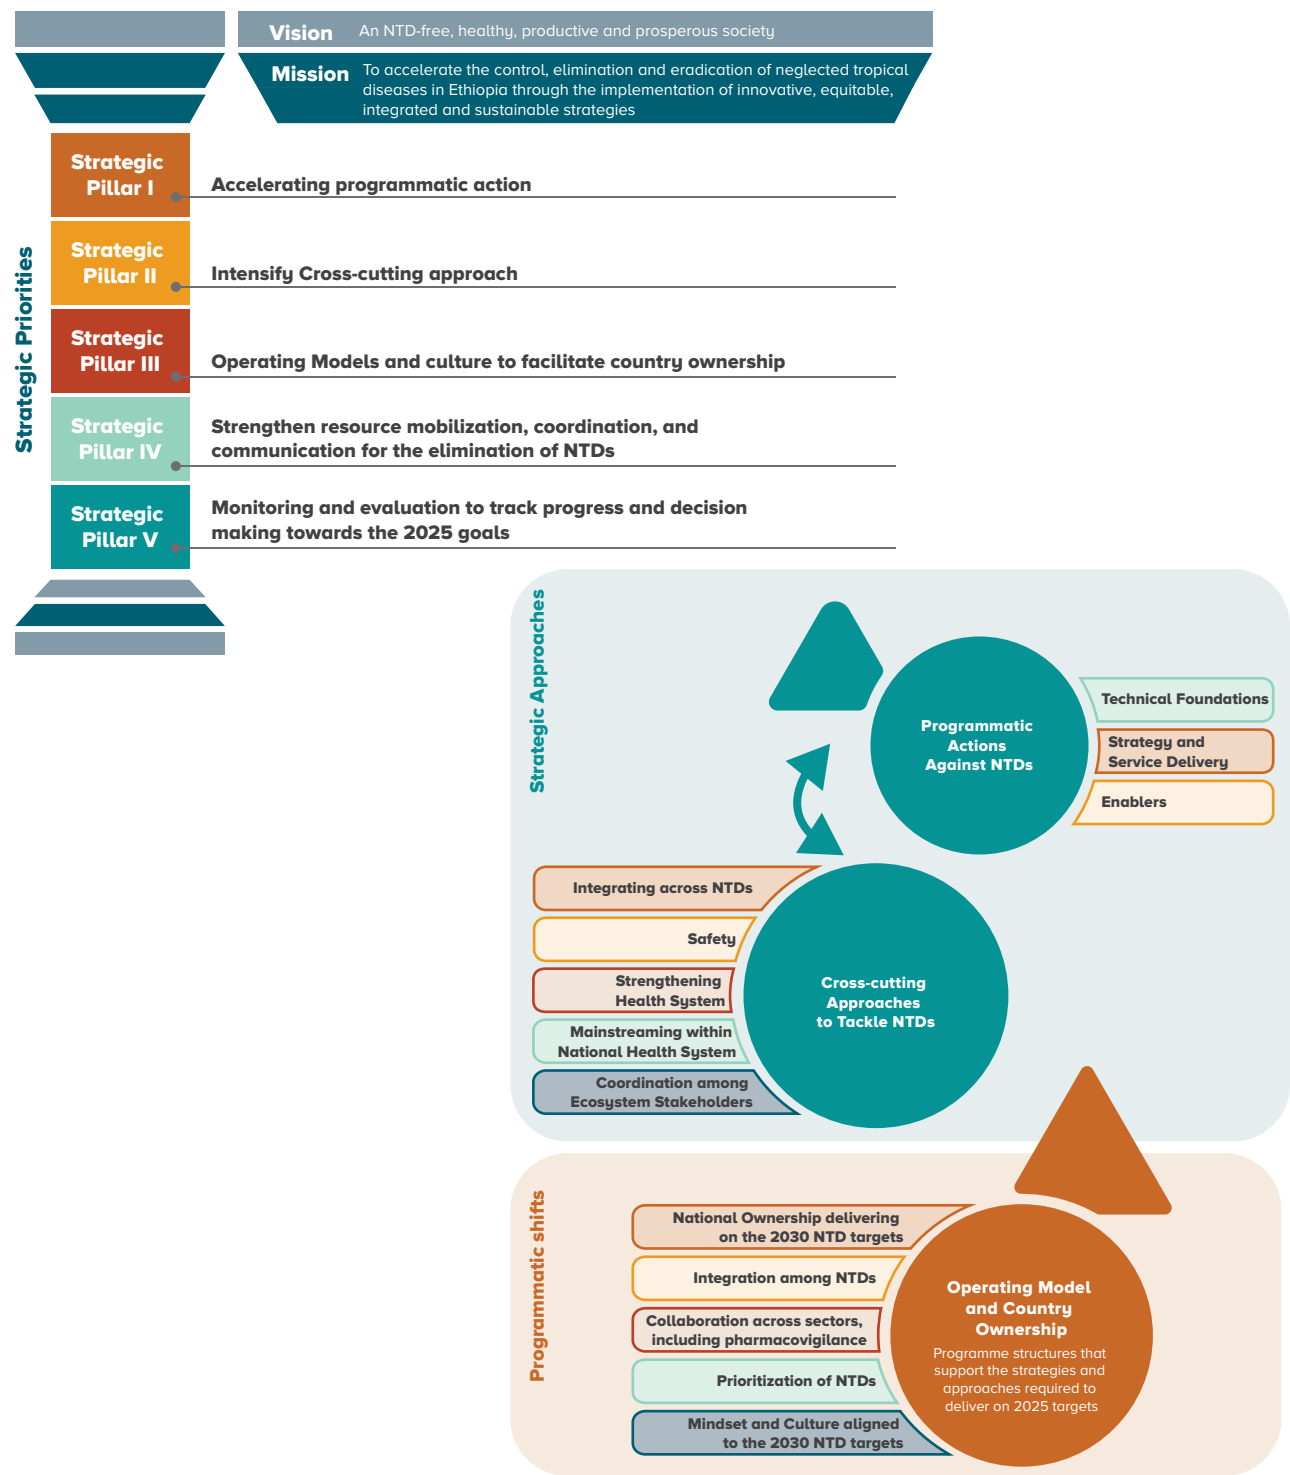 Vision An NTD-free, healthy, productive and prosperous society
Mission To accelerate the control, elimination and eradication of neglected tropical
diseases in Ethiopia through the implementation of innovative, equitable,
integrated and sustainable strategies
Strategic Priorities
Strategic
Pillar I
Accelerating programmatic action
Strategic
Pillar II
Intensify Cross-cutting approach
Strategic
Pillar III
Operating Models and culture to facilitate country ownership
Strategic
Pillar IV
Strengthen resource mobilization, coordination, and
communication for the elimination of NTDs
Strategic
Pillar V
Monitoring and evaluation to track progress and decision
making towards the 2025 goals
Strategic Approaches
Programmatic
Actions
Against NTDs
Technical Foundations
Strategy and
Service Delivery
Enablers
Integrating across NTDs
Safety
Strengthening
Health System
Mainstreaming within
National Health System
Coordination among
Ecosystem Stakeholders
Cross-cutting
Approaches
to Tackle NTDs
Programmatic shifts
National Ownership delivering
on the 2030 NTD targets
Integration among NTDs
Collaboration across sectors,
including pharmacovigilance
Prioritization of NTDs
Mindset and Culture aligned
to the 2030 NTD targets
Operating Model
and Country
Ownership
Programme structures that
support the strategies and
approaches required to
deliver on 2025 targets